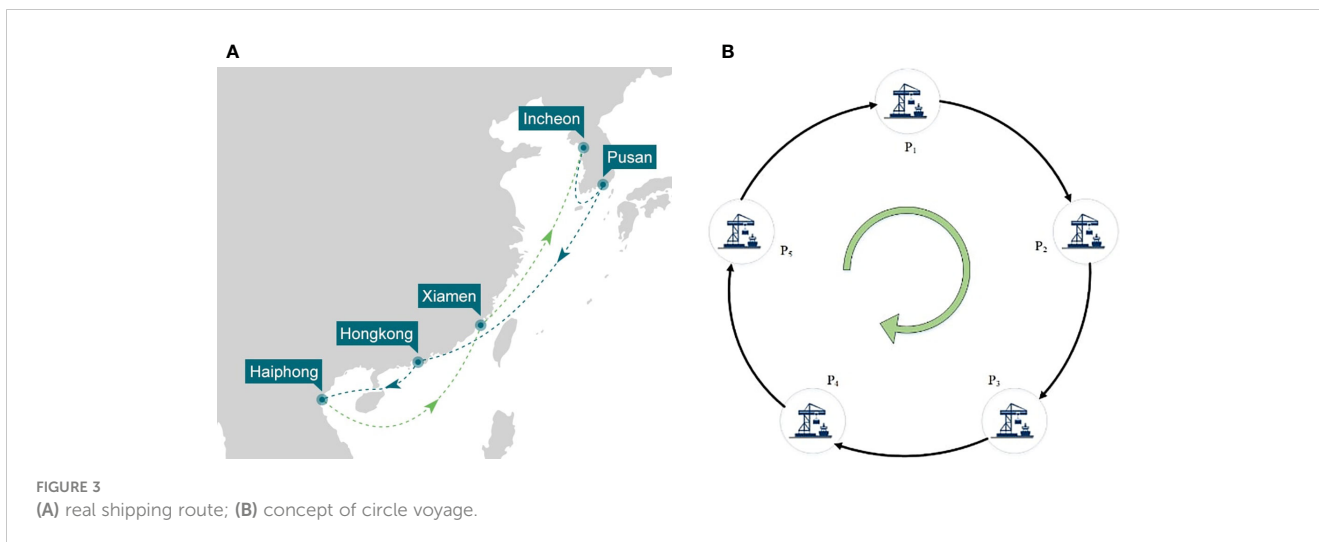 A
B
Incheon
Pusan
Xiamen
Hongkong
Haiphong
P₁
P₂
P₃
P₄
P₅
FIGURE 3
(A) real shipping route; (B) concept of circle voyage.